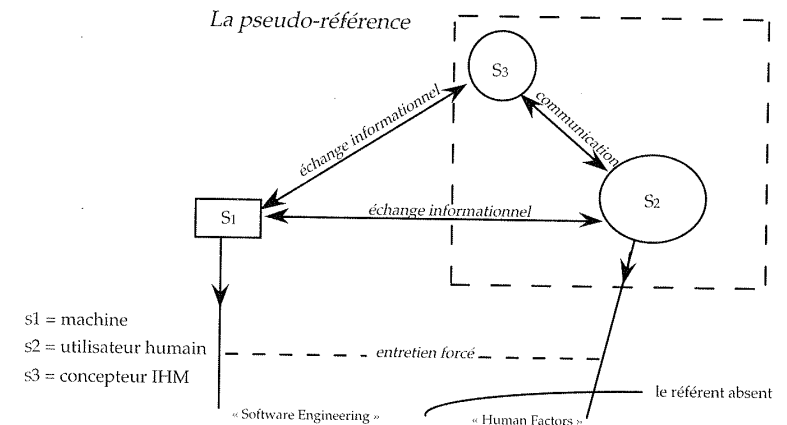 La pseudo-référence
S3
échange informationnel
communication
S2
échange informationnel
S1
s1 = machine
s2 = utilisateur humain
s3 = concepteur IHM
entretien forcé
le référent absent
« Software Engineering »
« Human Factors »